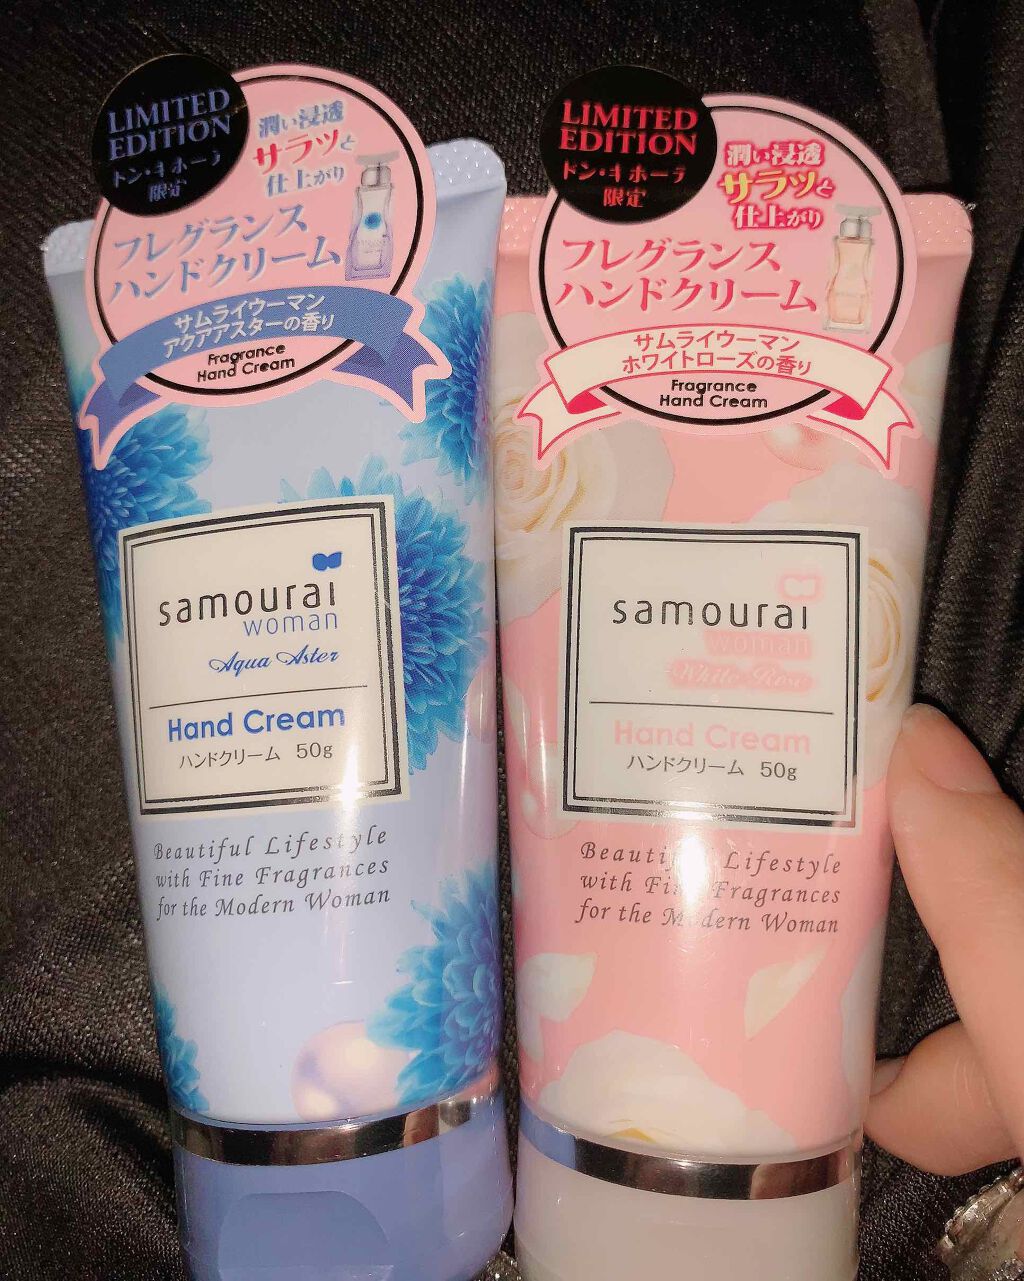 LIMITED
EDITION
ドン・キホーテ
限定
潤い浸透
サラツと
仕上がり
フレグランス
ハンドクリーム
サムライウーマン
アクアアスターの香り
Fragrance
Hand Cream
samourai
woman
Aqua Aster
Hand Cream
ハンドクリーム 50g
Beautiful Lifestyle
with Fine Fragrances
for the Modern Woman
LIMITED
EDITION
ドン・キホーテ
限定
潤い浸透
サラツと
仕上がり
フレグランス
ハンドクリーム
サムライウーマン
ホワイトローズの香り
Fragrance
Hand Cream
samourai
woman
White Rose
Hand Cream
ハンドクリーム 50g
Beautiful Lifestyle
with Fine Fragrances
for the Modern Woman